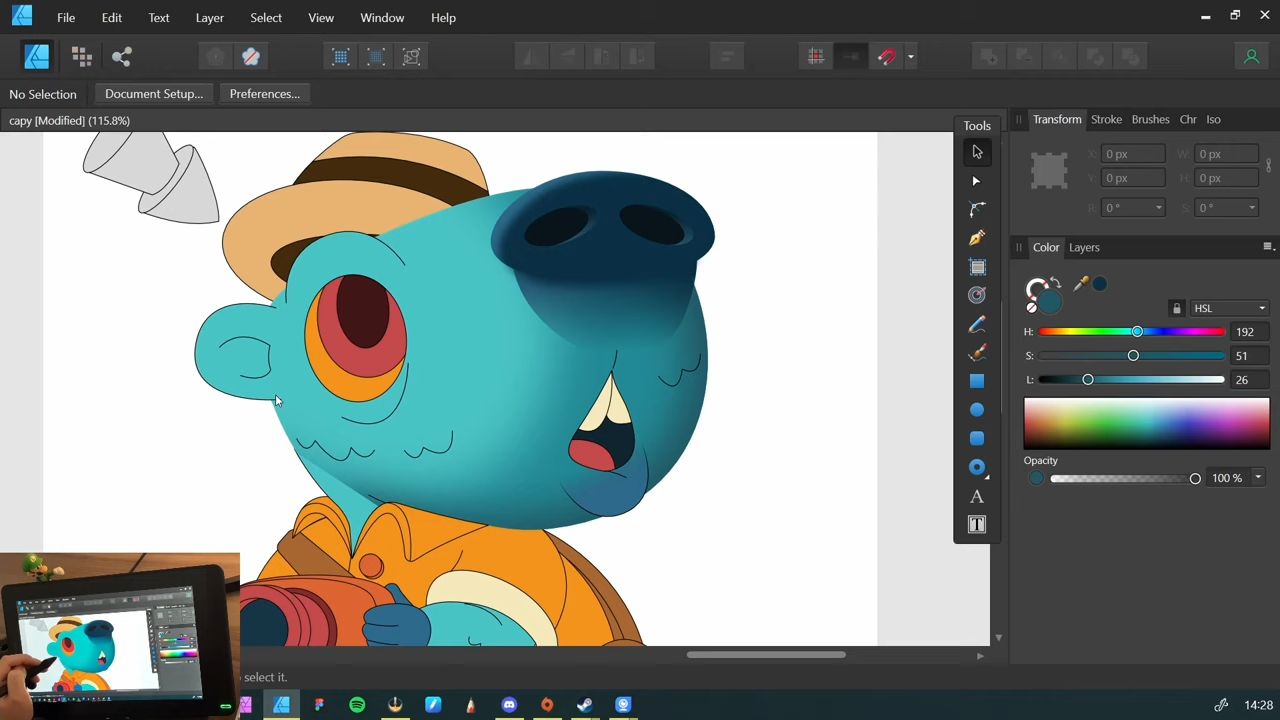 File Edit Text Layer Select View Window Help
No Selection Document Setup... Preferences...
capy [Modified] (115.8%)
Tools
Transform Stroke Brushes Chr Iso
X: 0 px W: 0 px
Y: 0 px H: 0 px
R: 0 ° S: 0 °
Color Layers
HSL
H: 192
S: 51
L: 26
Opacity
100 %
A
T
o select it.
14:28